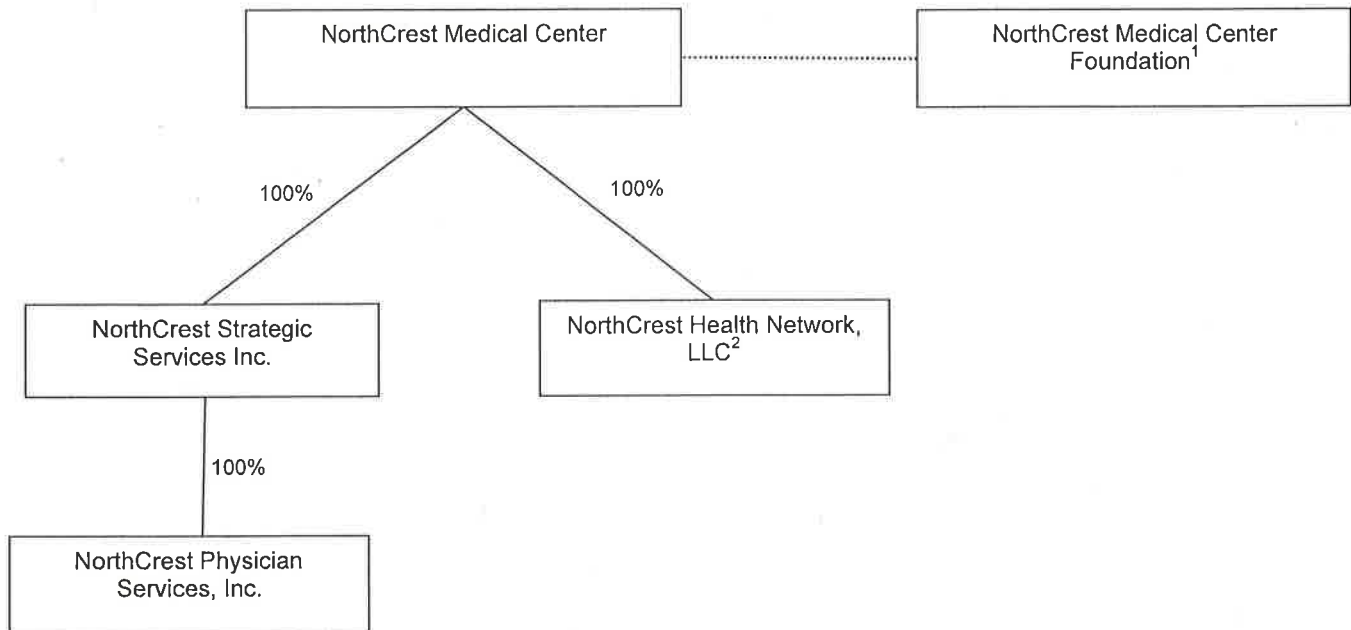 NorthCrest Medical Center
NorthCrest Medical Center
Foundation¹
100%
100%
NorthCrest Strategic
Services Inc.
NorthCrest Health Network,
LLC²
100%
NorthCrest Physician
Services, Inc.